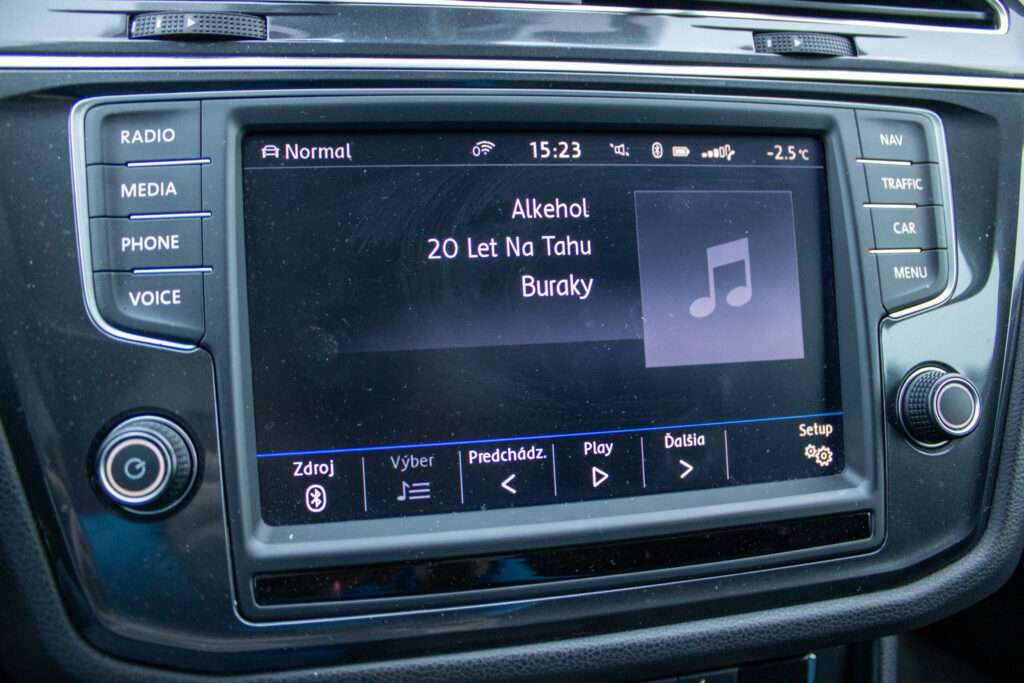 RADIO
MEDIA
PHONE
VOICE
Normal
15:23
-2.5°C
Alkehol
20 Let Na Tahu
Buraky
Zdroj
Výber
Predchádz.
Play
Ďalšia
Setup
NAV
TRAFFIC
CAR
MENU